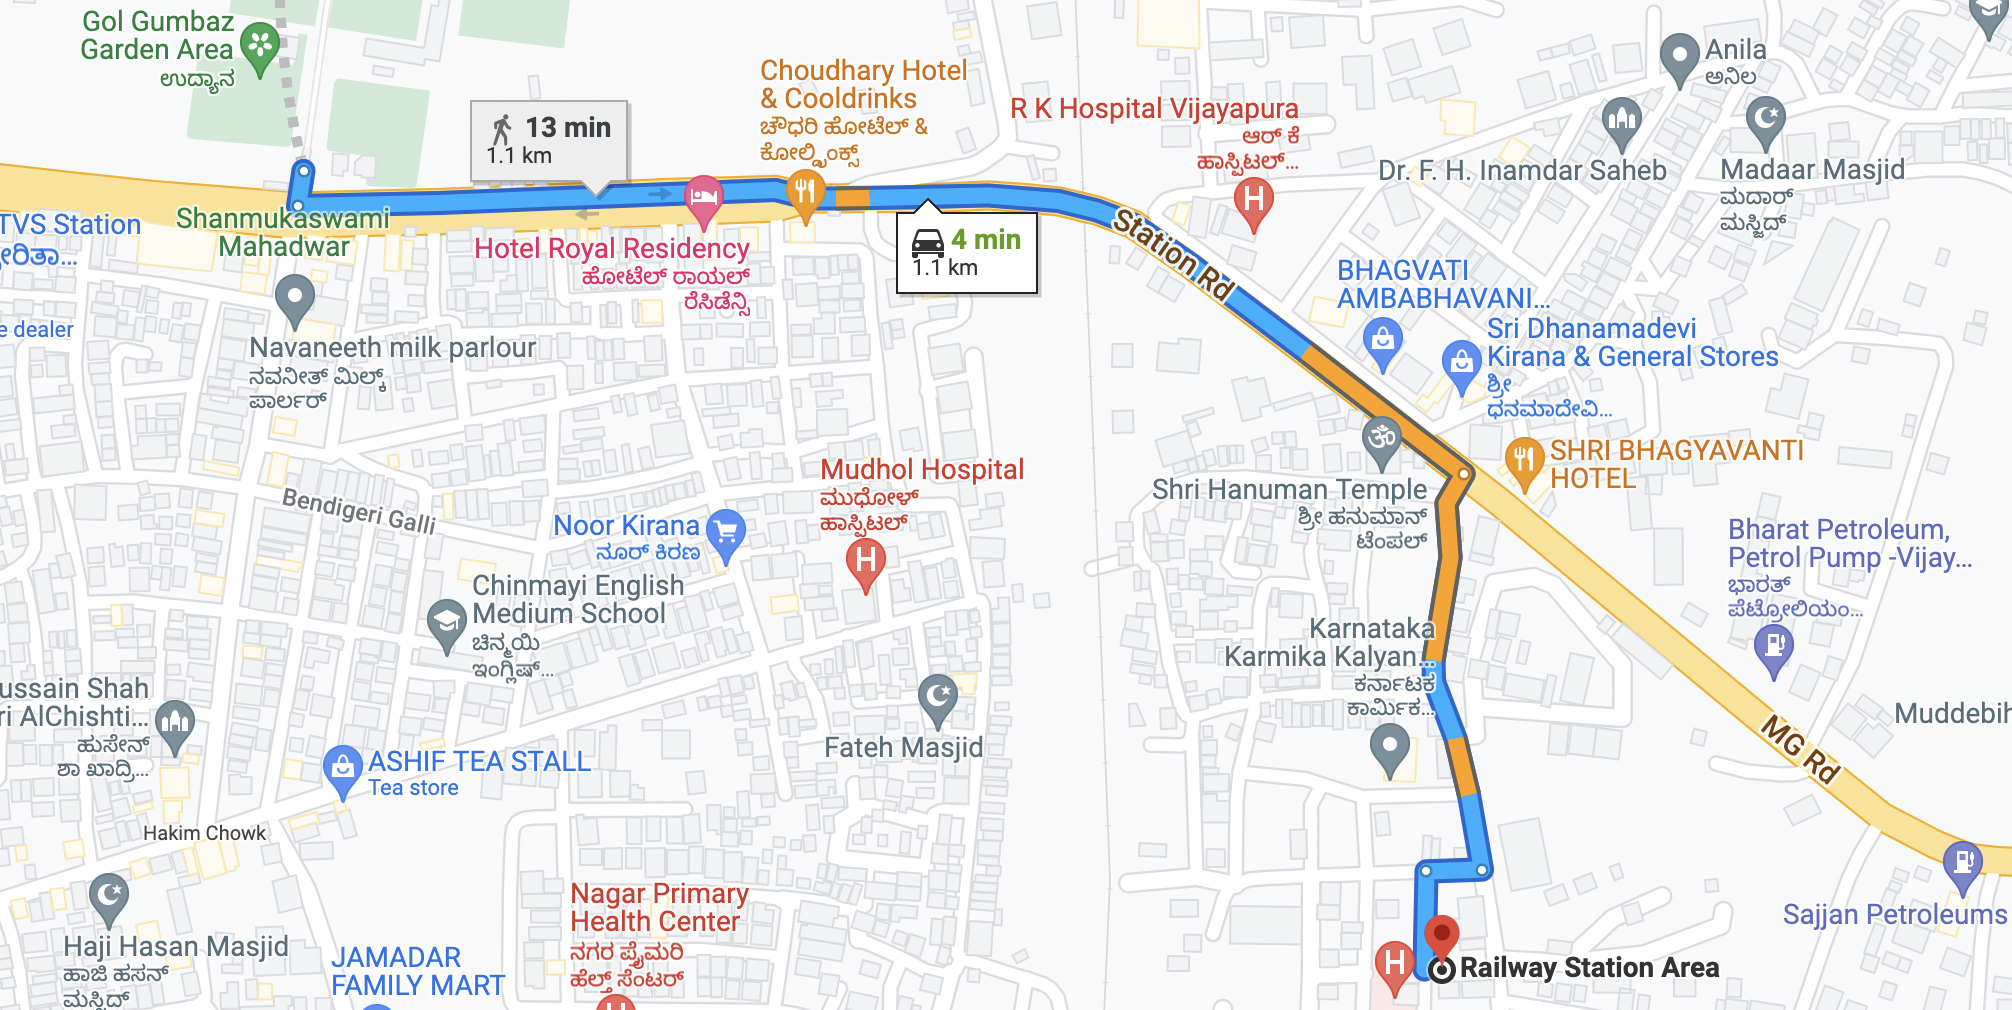 Gol Gumbaz
Garden Area
ಉದ್ಯಾನ
13 min
1.1 km
Choudhary Hotel
& Cooldrinks
ಚೌಧರಿ ಹೋಟೆಲ್ &
ಕೋಲ್ಡ್ರಿಂಕ್ಸ್
R K Hospital Vijayapura
ಆರ್ ಕೆ
ಹಾಸ್ಪಿಟಲ್...
Anila
ಅನಿಲ
Dr. F. H. Inamdar Saheb
Madaar Masjid
ಮದಾರ್
ಮಸ್ಜಿದ್
TVS Station
Shanmukaswami
Mahadwar
Hotel Royal Residency
ಹೋಟೆಲ್ ರಾಯಲ್
ರೆಸಿಡೆನ್ಸಿ
4 min
1.1 km
Station Rd
BHAGVATI
AMBABHAVANI...
Sri Dhanamadevi
Kirana & General Stores
ಶ್ರೀ
ಧನಮಾದೇವಿ...
e dealer
Navaneeth milk parlour
ನವನೀತ್ ಮಿಲ್ಕ್
ಪಾರ್ಲರ್
SHRI BHAGYAVANTI
HOTEL
Mudhol Hospital
ಮುಧೋಳ್
ಹಾಸ್ಪಿಟಲ್
Shri Hanuman Temple
ಶ್ರೀ ಹನುಮಾನ್
ಟೆಂಪಲ್
Bendigeri Galli
Noor Kirana
ನೂರ್ ಕಿರಣ
Bharat Petroleum,
Petrol Pump -Vijay...
ಭಾರತ್
ಪೆಟ್ರೋಲಿಯಂ...
Chinmayi English
Medium School
ಚಿನ್ಮಯಿ
ಇಂಗ್ಲಿಷ್...
Karnataka
Karmika Kalyan...
ಕರ್ನಾಟಕ
ಕಾರ್ಮಿಕ...
ussain Shah
ri AlChishti...
ಹುಸೇನ್
ಶಾ ಖಾದ್ರಿ...
Muddebih
MG Rd
Fateh Masjid
ASHIF TEA STALL
Tea store
Hakim Chowk
Haji Hasan Masjid
ಹಾಜಿ ಹಸನ್
ಮಸ್ಜಿದ್
JAMADAR
FAMILY MART
Nagar Primary
Health Center
ನಗರ ಪ್ರೈಮರಿ
ಹೆಲ್ತ್ ಸೆಂಟರ್
Sajjan Petroleums
Railway Station Area